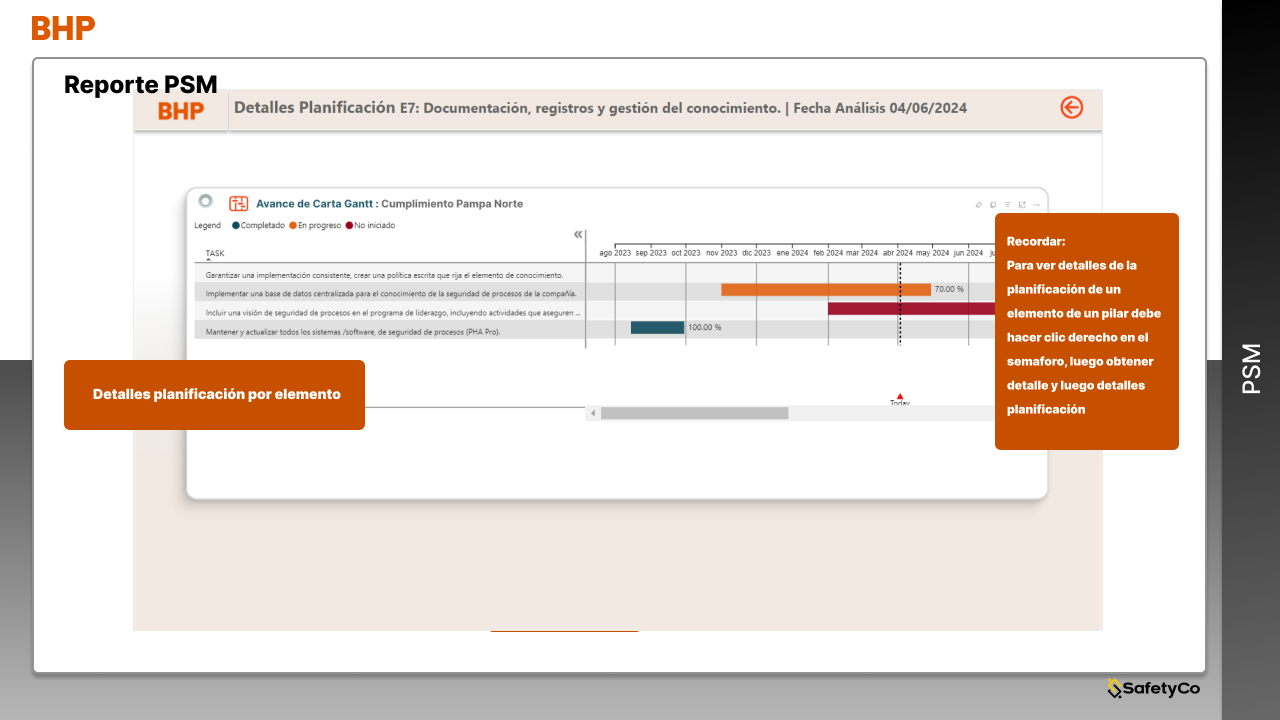 BHP
Reporte PSM
BHP
Detalles Planificación E7: Documentación, registros y gestión del conocimiento. | Fecha Análisis 04/06/2024
Avance de Carta Gantt : Cumplimiento Pampa Norte
Legend Completado En progreso No iniciado
TASK
ago 2023 sep 2023 oct 2023 nov 2023 dic 2023 ene 2024 feb 2024 mar 2024 abr 2024 may 2024 jun 2024
Garantizar una implementación consistente, crear una política escrita que rija el elemento de conocimiento.
Implementar una base de datos centralizada para el conocimiento de la seguridad de procesos de la compañía.
70.00 %
Incluir una visión de seguridad de procesos en el programa de liderazgo, incluyendo actividades que aseguren ...
Mantener y actualizar todos los sistemas /software, de seguridad de procesos (PHA Pro).
100.00 %
Today
Recordar:
Para ver detalles de la
planificación de un
elemento de un pilar debe
hacer clic derecho en el
semaforo, luego obtener
detalle y luego detalles
planificación
Detalles planificación por elemento
PSM
SafetyCo